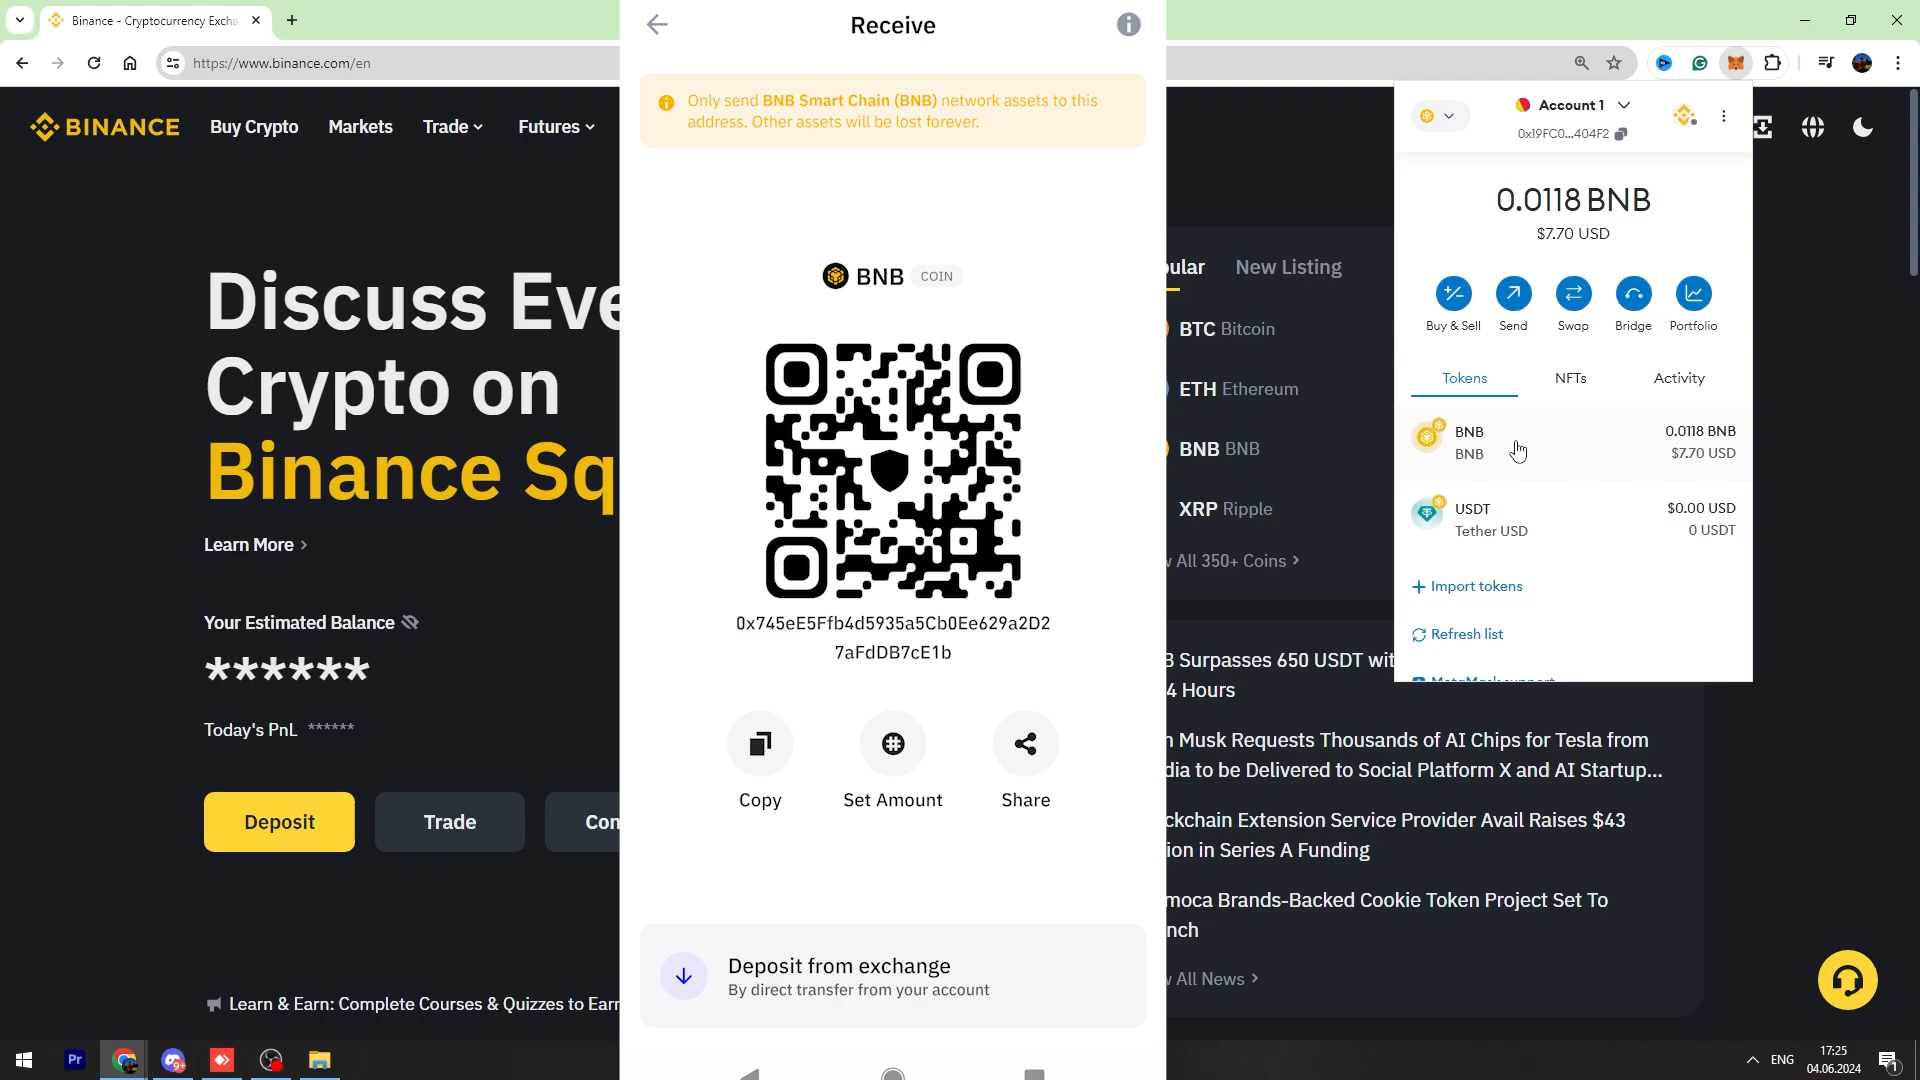 Binance - Cryptocurrency Excha
https://www.binance.com/en
BINANCE
Buy Crypto
Markets
Trade
Futures
Discuss Eve
Crypto on
Binance Sq
Learn More
Your Estimated Balance
******
Today's PnL ******
Deposit
Trade
Con
Learn & Earn: Complete Courses & Quizzes to Earn
Receive
Only send BNB Smart Chain (BNB) network assets to this
address. Other assets will be lost forever.
BNB COIN
0x745eE5Ffb4d5935a5Cb0Ee629a2D2
7aFdDB7cE1b
Copy
Set Amount
Share
Deposit from exchange
By direct transfer from your account
ular
New Listing
BTC Bitcoin
ETH Ethereum
BNB BNB
XRP Ripple
All 350+ Coins
Surpasses 650 USDT wit
4 Hours
Musk Requests Thousands of AI Chips for Tesla from
dia to be Delivered to Social Platform X and AI Startup...
ckchain Extension Service Provider Avail Raises $43
ion in Series A Funding
moca Brands-Backed Cookie Token Project Set To
nch
All News
Account 1
0x19FC0...404F2
0.0118 BNB
$7.70 USD
Buy & Sell
Send
Swap
Bridge
Portfolio
Tokens
NFTs
Activity
BNB
0.0118 BNB
BNB
$7.70 USD
USDT
$0.00 USD
Tether USD
0 USDT
+ Import tokens
Refresh list
MetaMask support
Pr
9+
ENG
17:25
04.06.2024
1